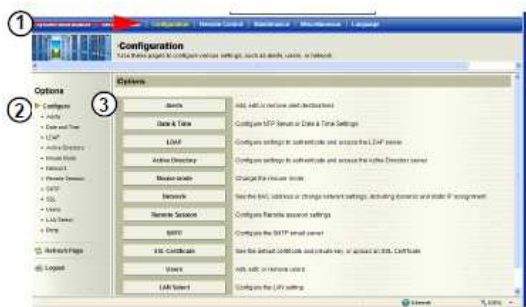 1
Configuration | Remote Control | Maintenance | Miscellaneous | Language
Configuration
Use these pages to configure various settings, such as alerts, users, or network.
Options
Options
2
Configure
Alerts
Date and Time
LDAP
Active Directory
Mouse Mode
Network
Remote Session
SMTP
SSL
Users
LAN Select
Refresh Page
Logout
3
Alerts Add, edit or remove alert destinations
Date & Time Configure NTP Server or Date & Time Settings
LDAP Configure settings to authenticate and access the LDAP server
Active Directory Configure settings to authenticate and access the Active Directory server
Mouse mode Change the mouse mode
Network See the MAC address or change network settings, including dynamic and static IP assignment
Remote Session Configure Remote session settings
SMTP Configure the SMTP email server
SSL Certificate See the default certificate and private key, or upload an SSL Certificate
Users Add, edit or remove users
LAN Select Configure the LAN setting
Internet
100%